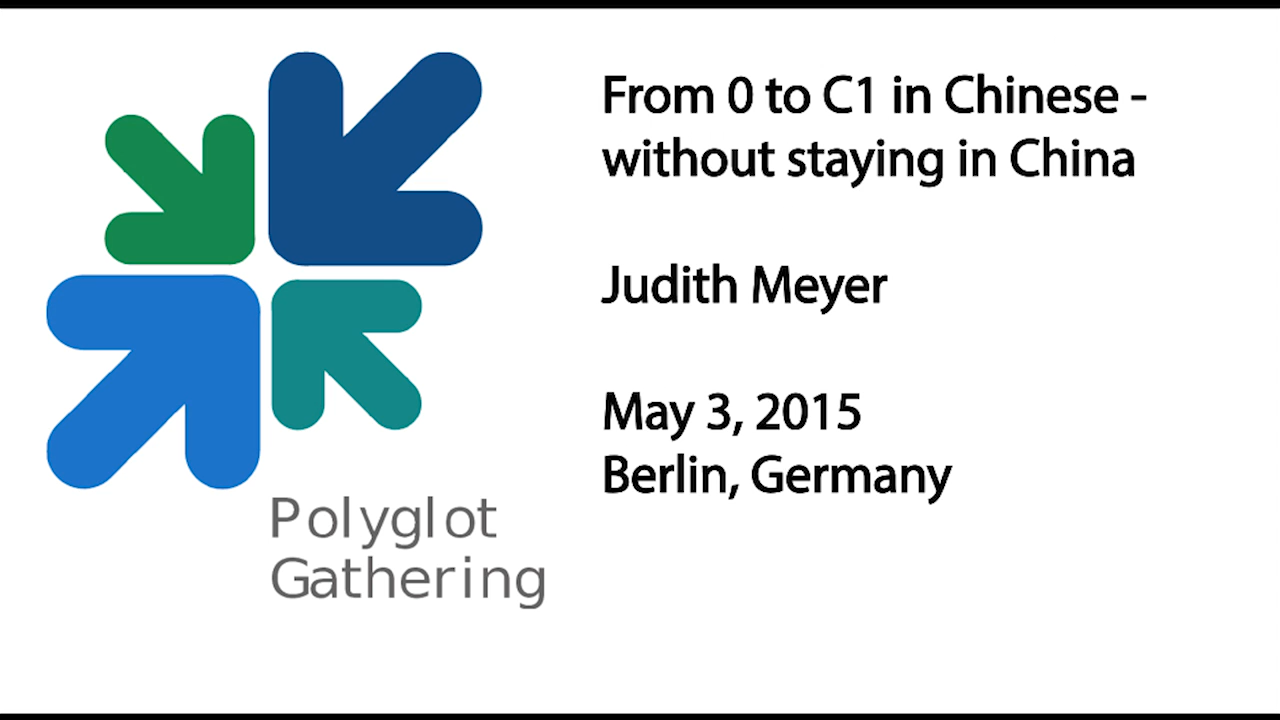 From 0 to C1 in Chinese -
without staying in China
Judith Meyer
May 3, 2015
Berlin, Germany
Polyglot
Gathering